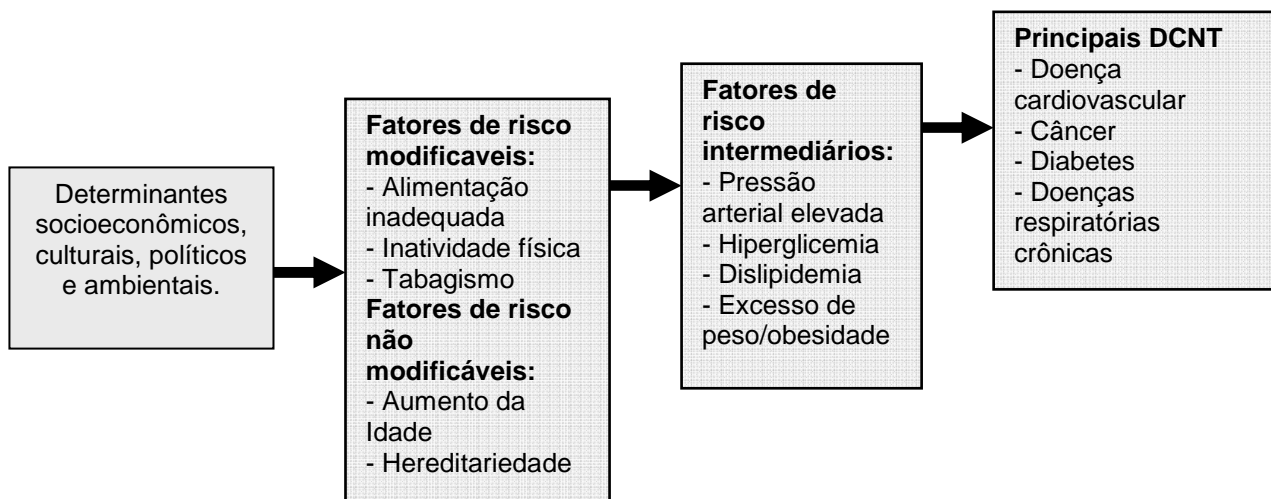 Determinantes
socioeconômicos,
culturais, políticos
e ambientais.
Fatores de risco
modificaveis:
- Alimentação
inadequada
- Inatividade física
- Tabagismo
Fatores de risco
não
modificáveis:
- Aumento da
Idade
- Hereditariedade
Fatores de
risco
intermediários:
- Pressão
arterial elevada
- Hiperglicemia
- Dislipidemia
- Excesso de
peso/obesidade
Principais DCNT
- Doença
cardiovascular
- Câncer
- Diabetes
- Doenças
respiratórias
crônicas